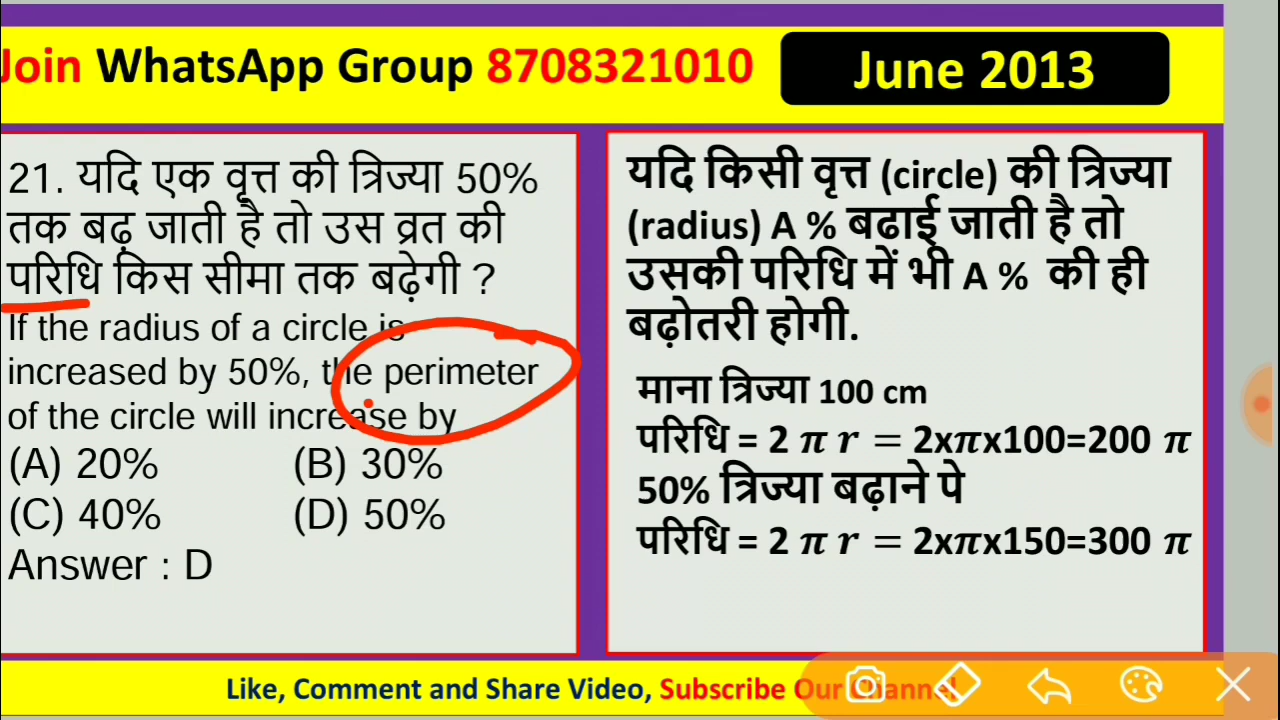 Join WhatsApp Group 8708321010
June 2013
21. यदि एक वृत्त की त्रिज्या 50%
तक बढ़ जाती है तो उस व्रत की
परिधि किस सीमा तक बढ़ेगी ?
If the radius of a circle is
increased by 50%, the perimeter
of the circle will increase by
(A) 20% (B) 30%
(C) 40% (D) 50%
Answer : D
यदि किसी वृत्त (circle) की त्रिज्या
(radius) A % बढाई जाती है तो
उसकी परिधि में भी A % की ही
बढ़ोतरी होगी.
माना त्रिज्या 100 cm
परिधि = 2 π r = 2xπx100=200 π
50% त्रिज्या बढ़ाने पे
परिधि = 2 π r = 2xπx150=300 π
Like, Comment and Share Video, Subscribe Our Channel